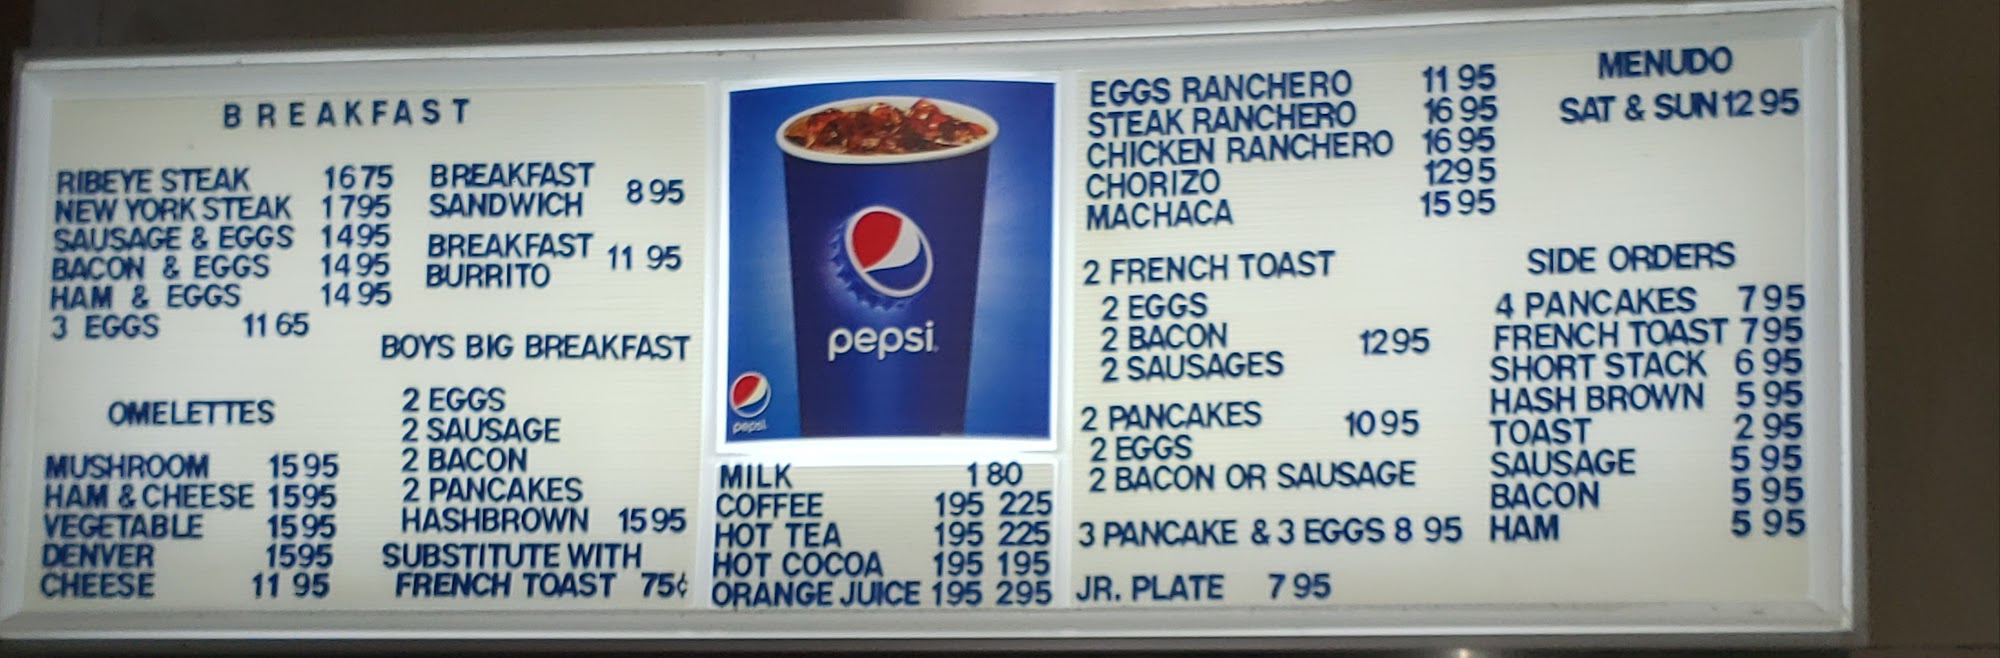 BREAKFAST
RIBEYE STEAK 16 75
NEW YORK STEAK 17 95
SAUSAGE & EGGS 14 95
BACON & EGGS 14 95
HAM & EGGS 14 95
3 EGGS 11 65
BREAKFAST
SANDWICH 8 95
BREAKFAST
BURRITO 11 95
OMELETTES
MUSHROOM 15 95
HAM & CHEESE 15 95
VEGETABLE 15 95
DENVER 15 95
CHEESE 11 95
BOYS BIG BREAKFAST
2 EGGS
2 SAUSAGE
2 BACON
2 PANCAKES
HASHBROWN 15 95
SUBSTITUTE WITH
FRENCH TOAST 75¢
pepsi
pepsi
MILK 1 80
COFFEE 1 95 2 25
HOT TEA 1 95 2 25
HOT COCOA 1 95 1 95
ORANGE JUICE 1 95 2 95
EGGS RANCHERO 11 95
STEAK RANCHERO 16 95
CHICKEN RANCHERO 16 95
CHORIZO 12 95
MACHACA 15 95
2 FRENCH TOAST
2 EGGS
2 BACON 12 95
2 SAUSAGES
2 PANCAKES 10 95
2 EGGS
2 BACON OR SAUSAGE
3 PANCAKE & 3 EGGS 8 95
JR. PLATE 7 95
MENUDO
SAT & SUN 12 95
SIDE ORDERS
4 PANCAKES 7 95
FRENCH TOAST 7 95
SHORT STACK 6 95
HASH BROWN 5 95
TOAST 2 95
SAUSAGE 5 95
BACON 5 95
HAM 5 95